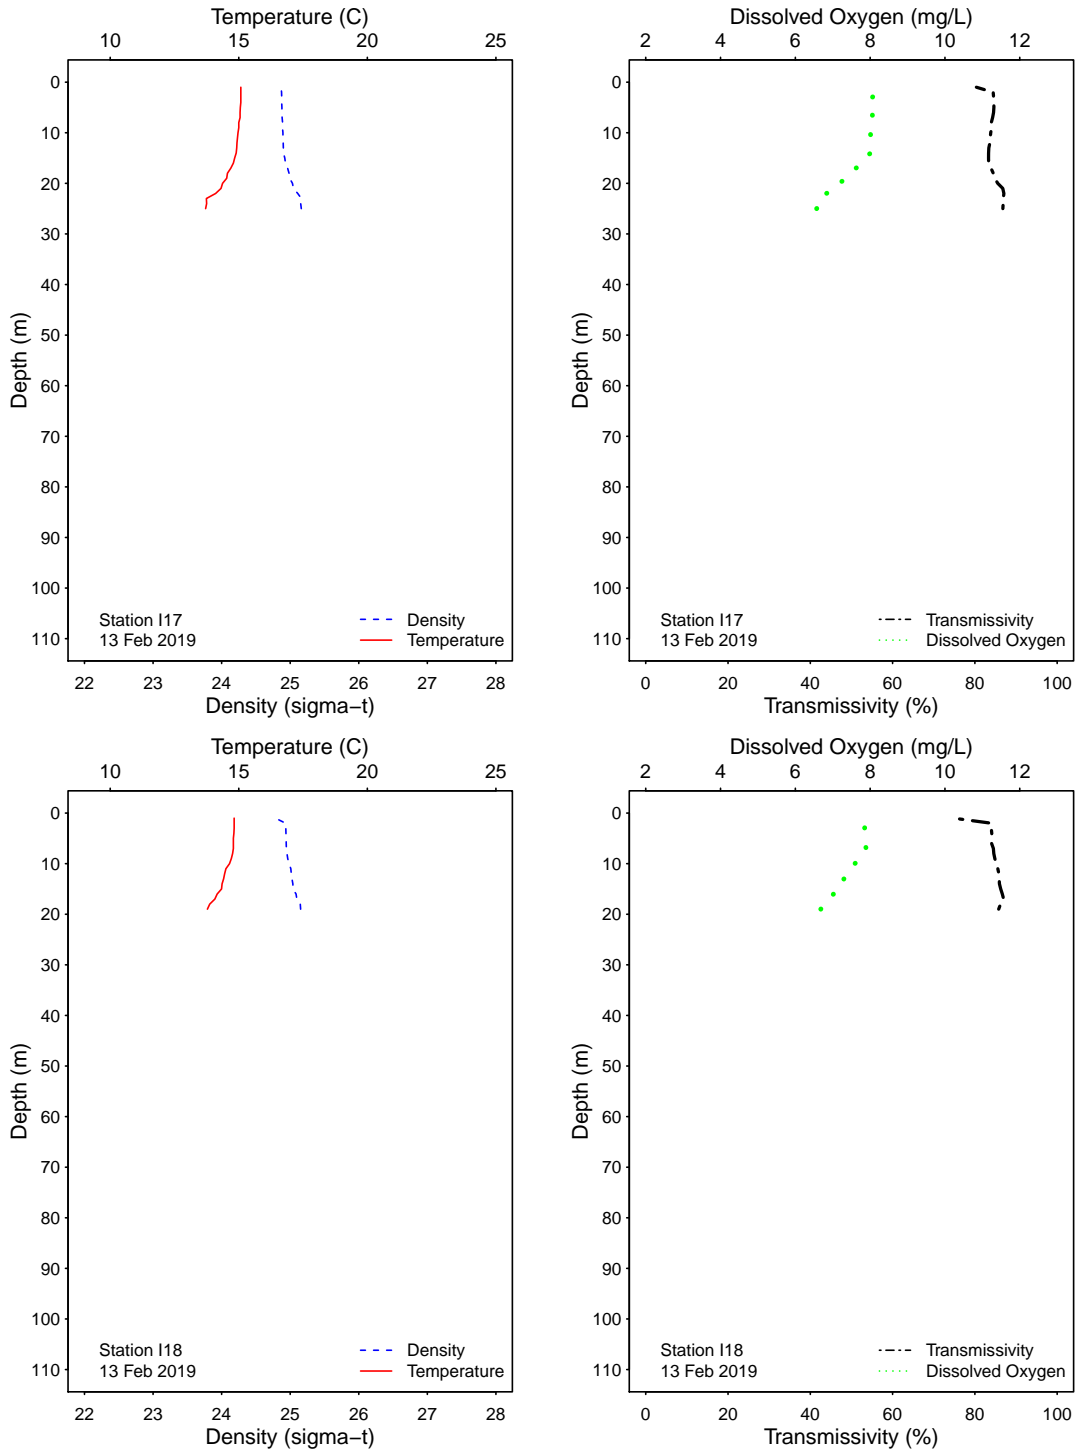 Temperature (C)
10 15 20 25
0
10
20
30
40
50
60
70
80
90
100
110
Depth (m)
Station I17
13 Feb 2019
Density
Temperature
22 23 24 25 26 27 28
Density (sigma−t)
Dissolved Oxygen (mg/L)
2 4 6 8 10 12
0
10
20
30
40
50
60
70
80
90
100
110
Depth (m)
Station I17
13 Feb 2019
Transmissivity
Dissolved Oxygen
0 20 40 60 80 100
Transmissivity (%)
Temperature (C)
10 15 20 25
0
10
20
30
40
50
60
70
80
90
100
110
Depth (m)
Station I18
13 Feb 2019
Density
Temperature
22 23 24 25 26 27 28
Density (sigma−t)
Dissolved Oxygen (mg/L)
2 4 6 8 10 12
0
10
20
30
40
50
60
70
80
90
100
110
Depth (m)
Station I18
13 Feb 2019
Transmissivity
Dissolved Oxygen
0 20 40 60 80 100
Transmissivity (%)